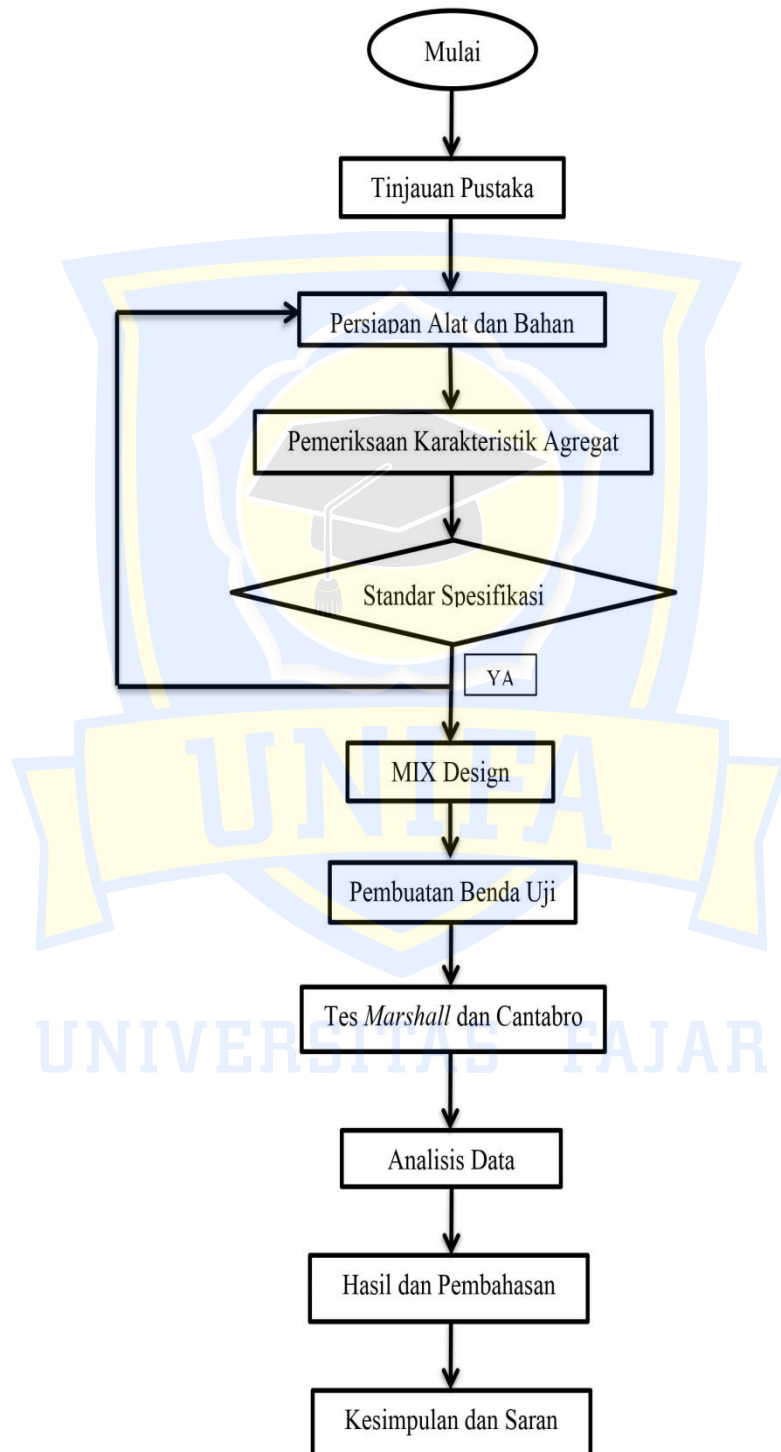 Mulai
Tinjauan Pustaka
Persiapan Alat dan Bahan
Pemeriksaan Karakteristik Agregat
Standar Spesifikasi
YA
UNIFA
MIX Design
Pembuatan Benda Uji
Tes Marshall dan Cantabro
UNIVERSITAS FAJAR
Analisis Data
Hasil dan Pembahasan
Kesimpulan dan Saran